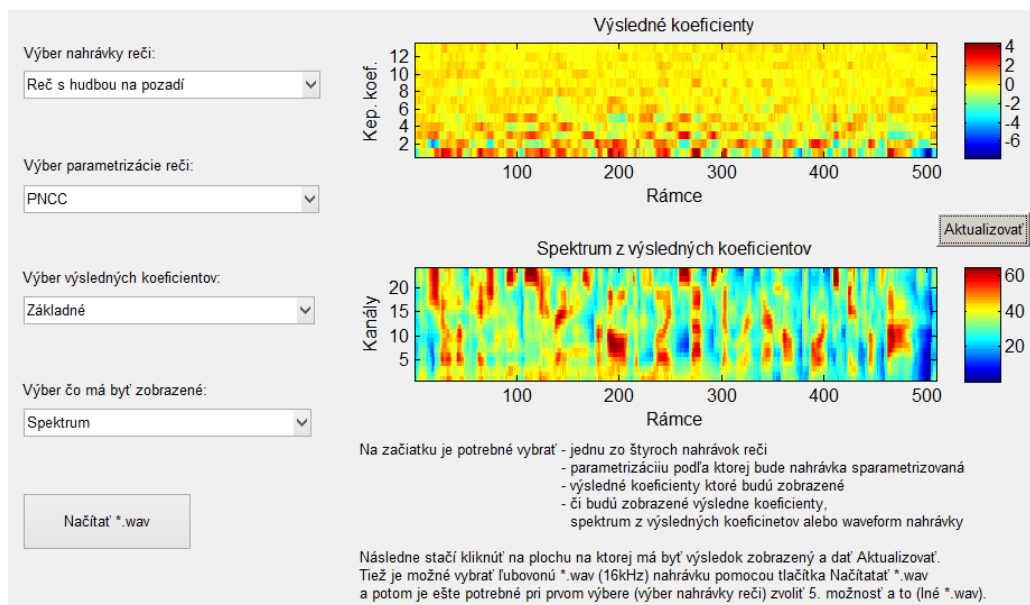 Výber nahrávky reči:
Reč s hudbou na pozadí
Výber parametrizácie reči:
PNCC
Výber výsledných koeficientov:
Základné
Výber čo má byť zobrazené:
Spektrum
Načítať *.wav
Výsledné koeficienty
Kep. koef.
12
10
8
6
4
2
100 200 300 400 500
Rámce
4
2
0
-2
-4
-6
Aktualizovať
Spektrum z výsledných koeficientov
Kanály
20
15
10
5
100 200 300 400 500
Rámce
60
40
20
Na začiatku je potrebné vybrať - jednu zo štyroch nahrávok reči
- parametrizáciiu podľa ktorej bude nahrávka sparametrizovaná
- výsledné koeficienty ktoré budú zobrazené
- či budú zobrazené výsledne koeficienty,
spektrum z výsledných koeficinetov alebo waveform nahrávky
Následne stačí kliknúť na plochu na ktorej má byť výsledok zobrazený a dať Aktualizovať.
Tiež je možné vybrať ľubovonú *.wav (16kHz) nahrávku pomocou tlačítka Načítatať *.wav
a potom je ešte potrebné pri prvom výbere (výber nahrávky reči) zvoliť 5. možnosť a to (Iné *.wav).